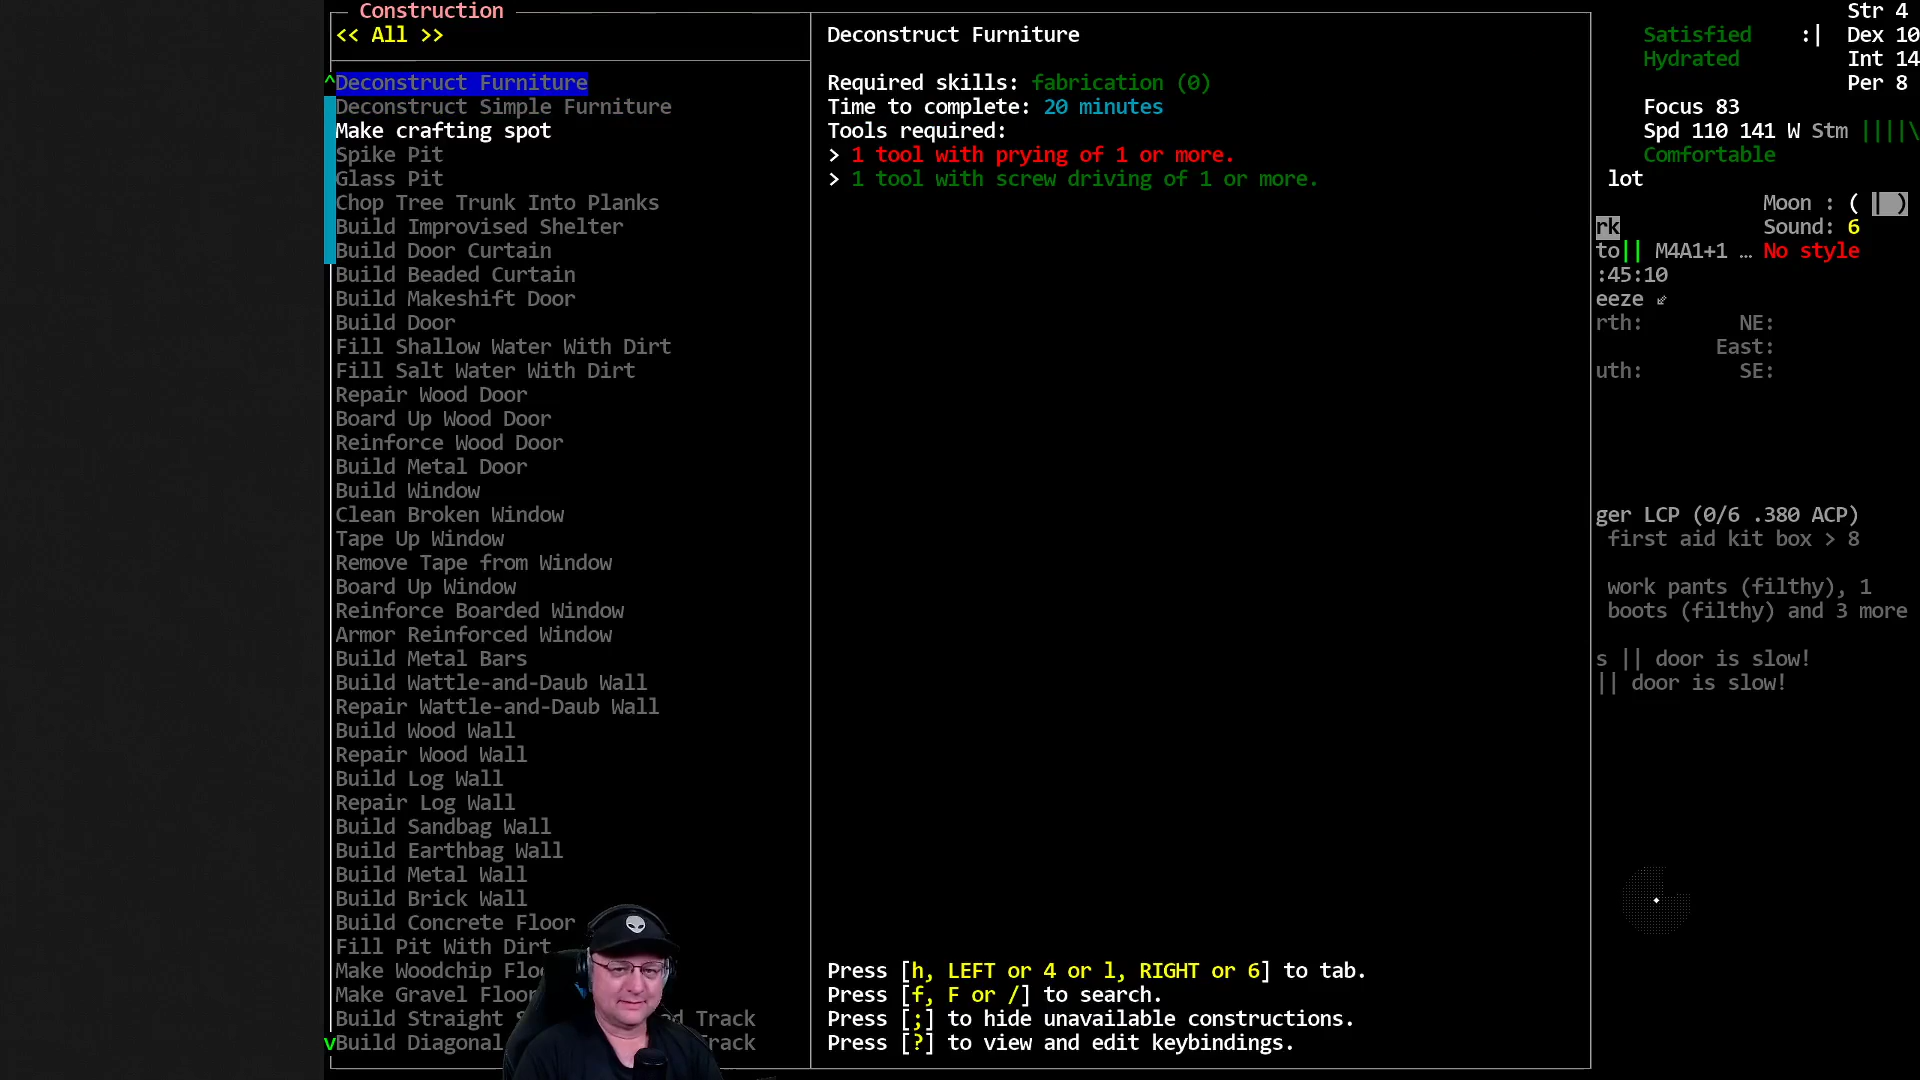 Construction
<< All >>
^Deconstruct Furniture
Deconstruct Simple Furniture
Make crafting spot
Spike Pit
Glass Pit
Chop Tree Trunk Into Planks
Build Improvised Shelter
Build Door Curtain
Build Beaded Curtain
Build Makeshift Door
Build Door
Fill Shallow Water With Dirt
Fill Salt Water With Dirt
Repair Wood Door
Board Up Wood Door
Reinforce Wood Door
Build Metal Door
Build Window
Clean Broken Window
Tape Up Window
Remove Tape from Window
Board Up Window
Reinforce Boarded Window
Armor Reinforced Window
Build Metal Bars
Build Wattle-and-Daub Wall
Repair Wattle-and-Daub Wall
Build Wood Wall
Repair Wood Wall
Build Log Wall
Repair Log Wall
Build Sandbag Wall
Build Earthbag Wall
Build Metal Wall
Build Brick Wall
Build Concrete Floor
Fill Pit With Dirt
Make Woodchip Floo
Make Gravel Floor
Build Straight S d Track
vBuild Diagonal Track
Deconstruct Furniture
Required skills: fabrication (0)
Time to complete: 20 minutes
Tools required:
> 1 tool with prying of 1 or more.
> 1 tool with screw driving of 1 or more.
Press [h, LEFT or 4 or l, RIGHT or 6] to tab.
Press [f, F or /] to search.
Press [;] to hide unavailable constructions.
Press [?] to view and edit keybindings.
Str 4
Satisfied :| Dex 10
Hydrated Int 14
Per 8
Focus 83
Spd 110 141 W Stm ||||\
Comfortable
lot
Moon : ( | )
rk Sound: 6
to|| M4A1+1 … No style
:45:10
eeze ⇙
rth: NE:
East:
uth: SE:
ger LCP (0/6 .380 ACP)
first aid kit box > 8
work pants (filthy), 1
boots (filthy) and 3 more
s || door is slow!
|| door is slow!